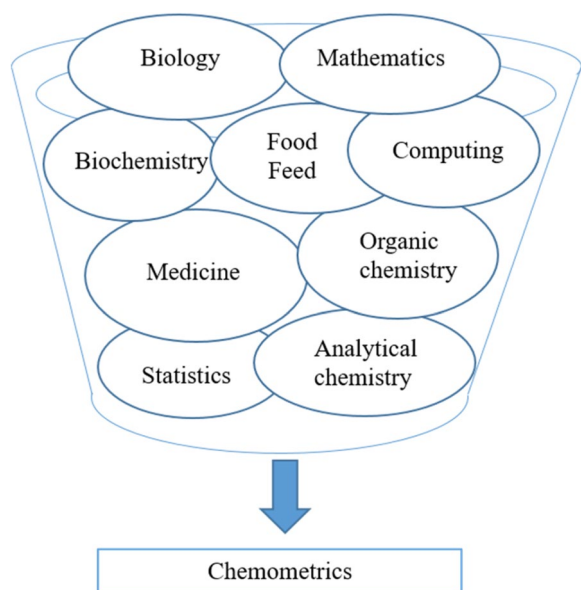 Biology
Mathematics
Biochemistry
Food
Feed
Computing
Medicine
Organic
chemistry
Statistics
Analytical
chemistry
Chemometrics